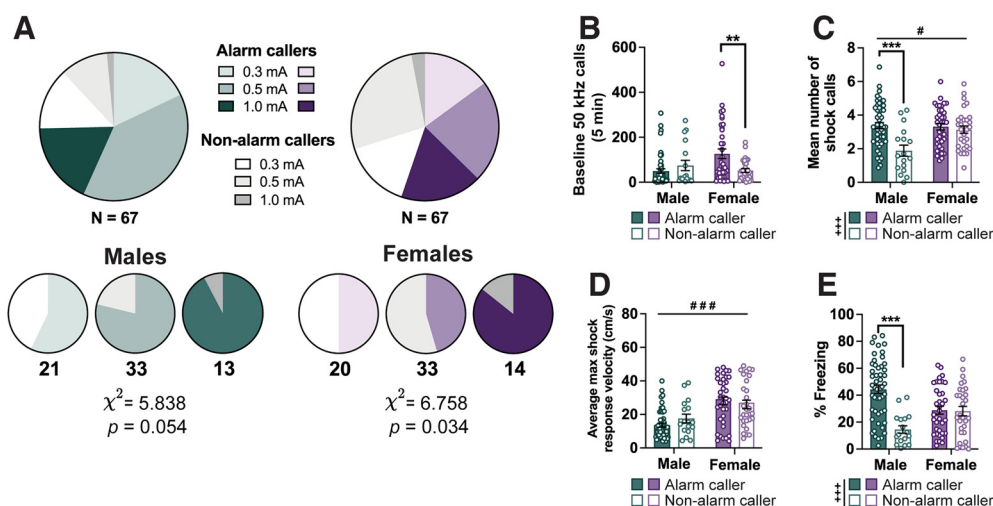 A
Alarm callers
0.3 mA
0.5 mA
1.0 mA
Non-alarm callers
0.3 mA
0.5 mA
1.0 mA
N = 67
N = 67
Males
Females
21
33
13
20
33
14
χ² = 5.838
p = 0.054
χ² = 6.758
p = 0.034
B
Baseline 50 kHz calls
(5 min)
600
400
200
0
**
Male
Female
Alarm caller
Non-alarm caller
C
Mean number of
shock calls
8
6
4
2
0
#
***
Male
Female
+++
Alarm caller
Non-alarm caller
D
Average max shock
response velocity (cm/s)
80
60
40
20
0
# # #
Male
Female
Alarm caller
Non-alarm caller
E
% Freezing
100
80
60
40
20
0
***
Male
Female
+++
Alarm caller
Non-alarm caller